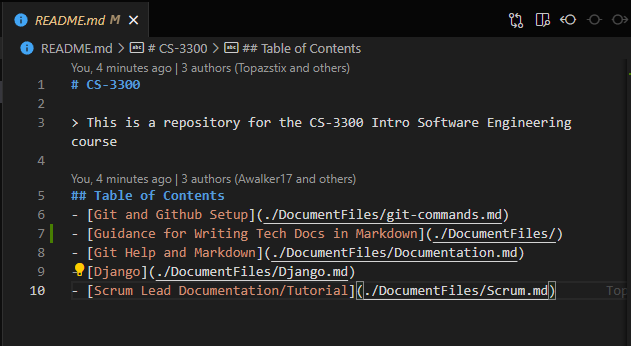 README.md M
README.md > # CS-3300 > ## Table of Contents
You, 4 minutes ago | 3 authors (Topazstix and others)
1 # CS-3300
2
3 > This is a repository for the CS-3300 Intro Software Engineering
course
4
You, 4 minutes ago | 3 authors (Awalker17 and others)
5 ## Table of Contents
6 - [Git and Github Setup](./DocumentFiles/git-commands.md)
7 - [Guidance for Writing Tech Docs in Markdown](./DocumentFiles/)
8 - [Git Help and Markdown](./DocumentFiles/Documentation.md)
9 - [Django](./DocumentFiles/Django.md)
10 - [Scrum Lead Documentation/Tutorial](./DocumentFiles/Scrum.md) Top